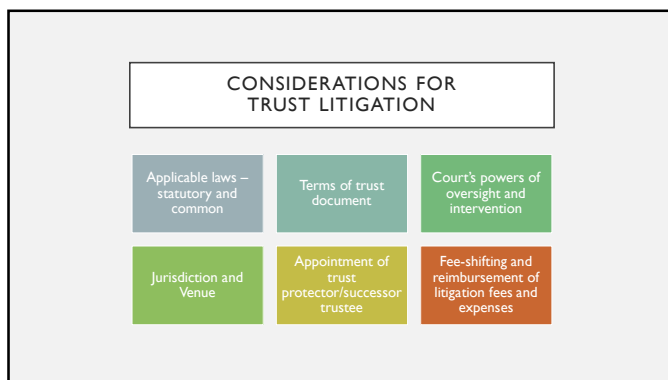 CONSIDERATIONS FOR
TRUST LITIGATION
Applicable laws –
statutory and
common
Terms of trust
document
Court's powers of
oversight and
intervention
Jurisdiction and
Venue
Appointment of
trust
protector/successor
trustee
Fee-shifting and
reimbursement of
litigation fees and
expenses